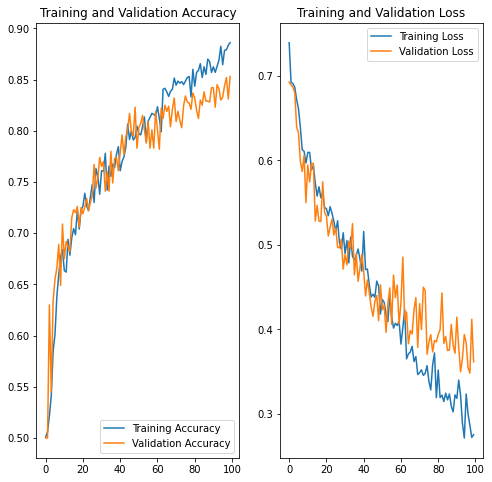 Training and Validation Accuracy
0.90
0.85
0.80
0.75
0.70
0.65
0.60
0.55
0.50
0 20 40 60 80 100
Training Accuracy
Validation Accuracy
Training and Validation Loss
0.7
0.6
0.5
0.4
0.3
0 20 40 60 80 100
Training Loss
Validation Loss